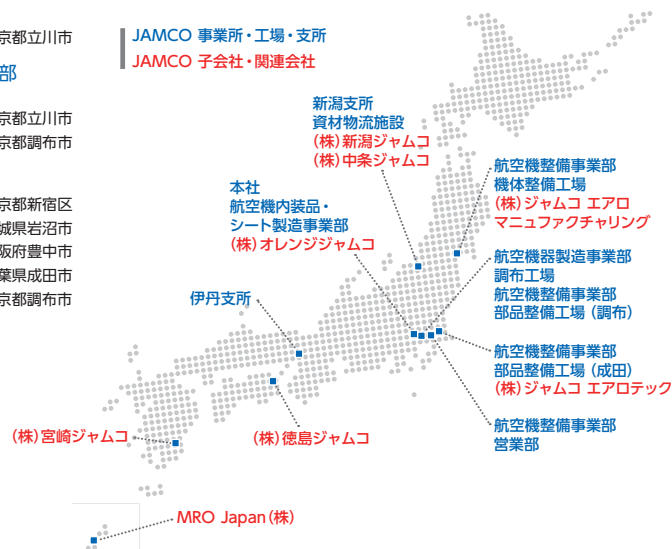 京都立川市
部
京都立川市
京都調布市
京都新宿区
城県岩沼市
阪府豊中市
葉県成田市
京都調布市
JAMCO 事業所・工場・支所
JAMCO 子会社・関連会社
新潟支所
資材物流施設
(株)新潟ジャムコ
(株)中条ジャムコ
本社
航空機内装品・
シート製造事業部
(株)オレンジジャムコ
伊丹支所
航空機整備事業部
機体整備工場
(株)ジャムコ エアロ
マニュファクチャリング
航空機器製造事業部
調布工場
航空機整備事業部
部品整備工場(調布)
航空機整備事業部
部品整備工場(成田)
(株)ジャムコ エアロテック
航空機整備事業部
営業部
(株)宮崎ジャムコ
(株)徳島ジャムコ
MRO Japan(株)